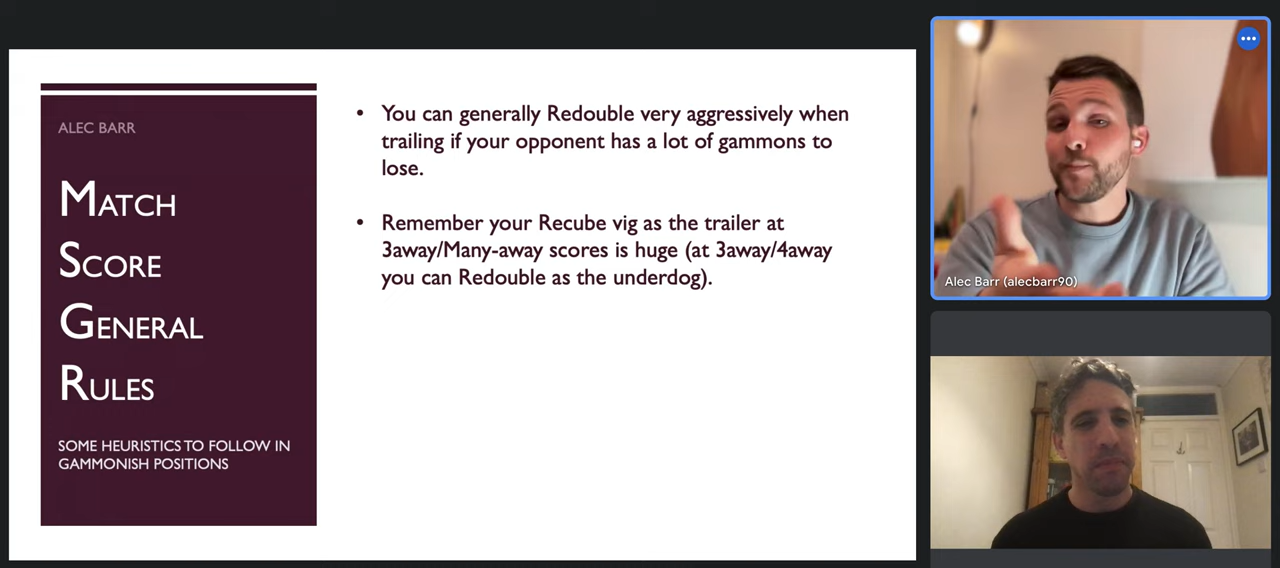 ALEC BARR
MATCH
SCORE
GENERAL
RULES
SOME HEURISTICS TO FOLLOW IN
GAMMONISH POSITIONS
• You can generally Redouble very aggressively when
trailing if your opponent has a lot of gammons to
lose.
• Remember your Recube vig as the trailer at
3away/Many-away scores is huge (at 3away/4away
you can Redouble as the underdog).
Alec Barr (alecbarr90)